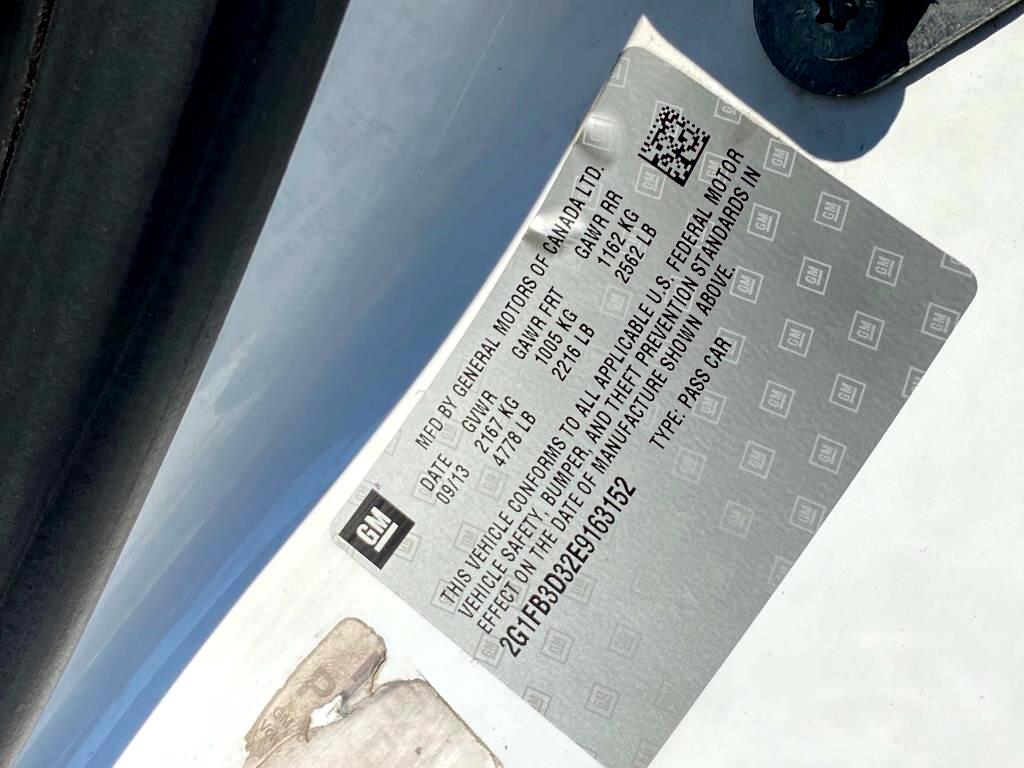 GM
MFD BY GENERAL MOTORS OF CANADA LTD.
DATE GVWR GAWR FRT GAWR RR
09/13 2167 KG 1005 KG 1162 KG
4778 LB 2216 LB 2562 LB
THIS VEHICLE CONFORMS TO ALL APPLICABLE U.S. FEDERAL MOTOR
VEHICLE SAFETY, BUMPER, AND THEFT PREVENTION STANDARDS IN
EFFECT ON THE DATE OF MANUFACTURE SHOWN ABOVE.
2G1FB3D32E9163152 TYPE: PASS CAR